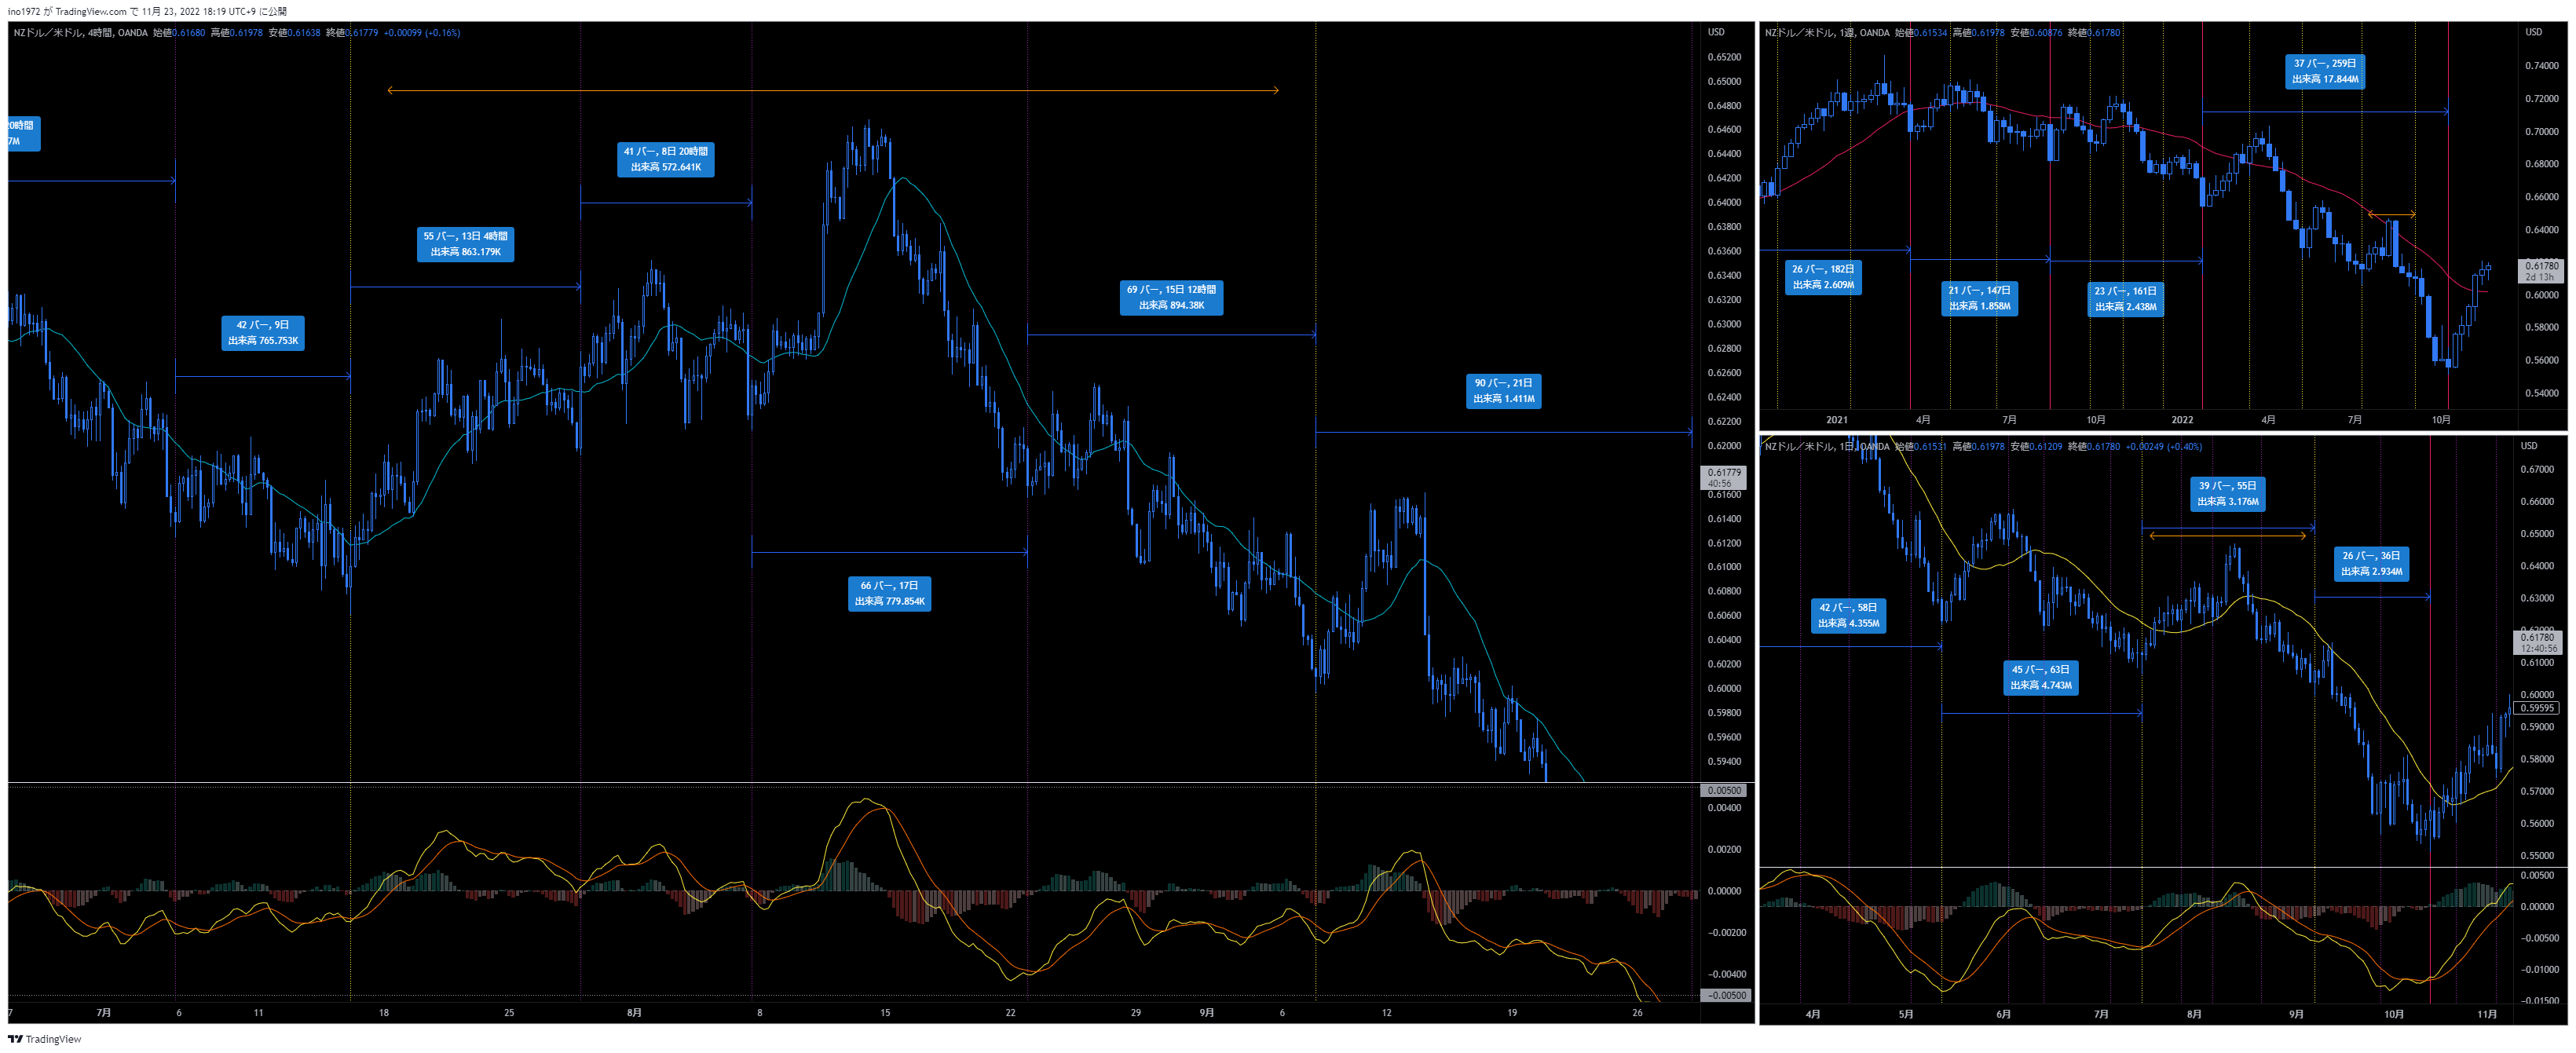 ino1972 が TradingView.com で 11月 23, 2022 18:19 UTC+9 に公開
NZドル／米ドル, 4時間, OANDA 始値0.61680 高値0.61978 安値0.61638 終値0.61779 +0.00099 (+0.16%)
USD
0.65200
0.65000
0.64800
0.64600
0.64400
0.64200
0.64000
0.63800
0.63600
0.63400
0.63200
0.63000
0.62800
0.62600
0.62400
0.62200
0.62000
0.61779
40:56
0.61600
0.61400
0.61200
0.61000
0.60800
0.60600
0.60400
0.60200
0.60000
0.59800
0.59600
0.59400
20時間
7M
42 バー, 9日
出来高 765.753K
55 バー, 13日 4時間
出来高 863.179K
41 バー, 8日 20時間
出来高 572.641K
66 バー, 17日
出来高 779.854K
69 バー, 15日 12時間
出来高 894.38K
90 バー, 21日
出来高 1.411M
0.00500
0.00400
0.00200
0.00000
−0.00200
−0.00400
−0.00500
7 7月 6 11 18 25 8月 8 15 22 29 9月 6 12 19 26
NZドル／米ドル, 1週, OANDA 始値0.61534 高値0.61978 安値0.60876 終値0.61780
USD
0.74000
0.72000
0.70000
0.68000
0.66000
0.64000
0.61780
2d 13h
0.60000
0.58000
0.56000
0.54000
37 バー, 259日
出来高 17.844M
26 バー, 182日
出来高 2.609M
21 バー, 147日
出来高 1.858M
23 バー, 161日
出来高 2.438M
2021 4月 7月 10月 2022 4月 7月 10月
NZドル／米ドル, 1日, OANDA 始値0.61531 高値0.61978 安値0.61209 終値0.61780 +0.00249 (+0.40%)
USD
0.67000
0.66000
0.65000
0.64000
0.63000
0.62000
0.61780
12:40:56
0.61000
0.60000
0.59595
0.59000
0.58000
0.57000
0.56000
0.55000
39 バー, 55日
出来高 3.176M
26 バー, 36日
出来高 2.934M
42 バー, 58日
出来高 4.355M
45 バー, 63日
出来高 4.743M
0.00500
0.00000
−0.00500
−0.01000
−0.01500
4月 5月 6月 7月 8月 9月 10月 11月
TradingView